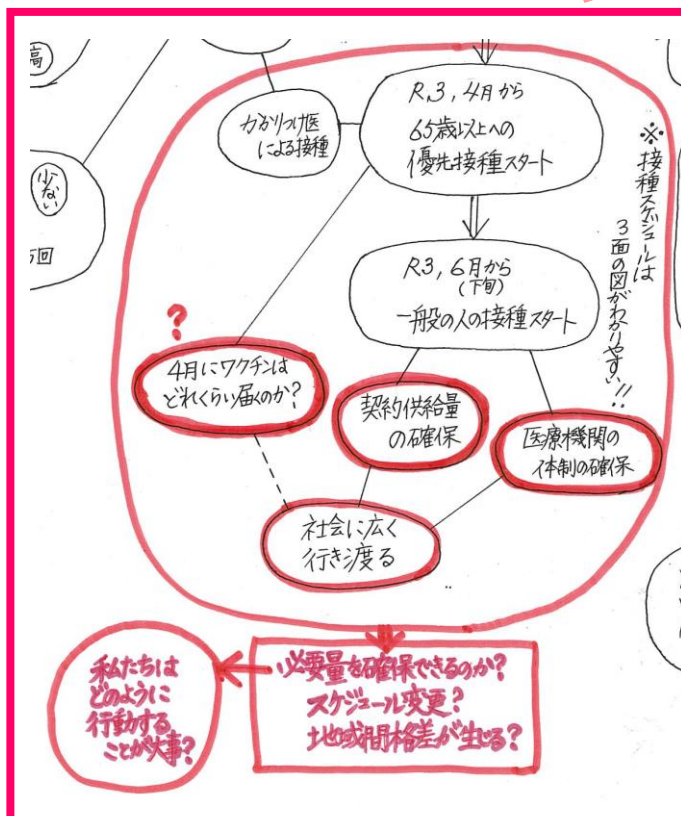 高
少ない
5回
かかりつけ医
による接種
R.3, 4月から
65歳以上への
優先接種スタート
※接種スケジュールは
3面の図がわかりやすい!!
R.3, 6月から
(下旬)
一般の人の接種スタート
?
4月にワクチンは
どれくらい届くのか?
契約供給量
の確保
医療機関の
体制の確保
社会に広く
行き渡る
必要量を確保できるのか?
スケジュール変更?
地域間格差が生じる?
私たちは
どのように
行動する
ことが大事?